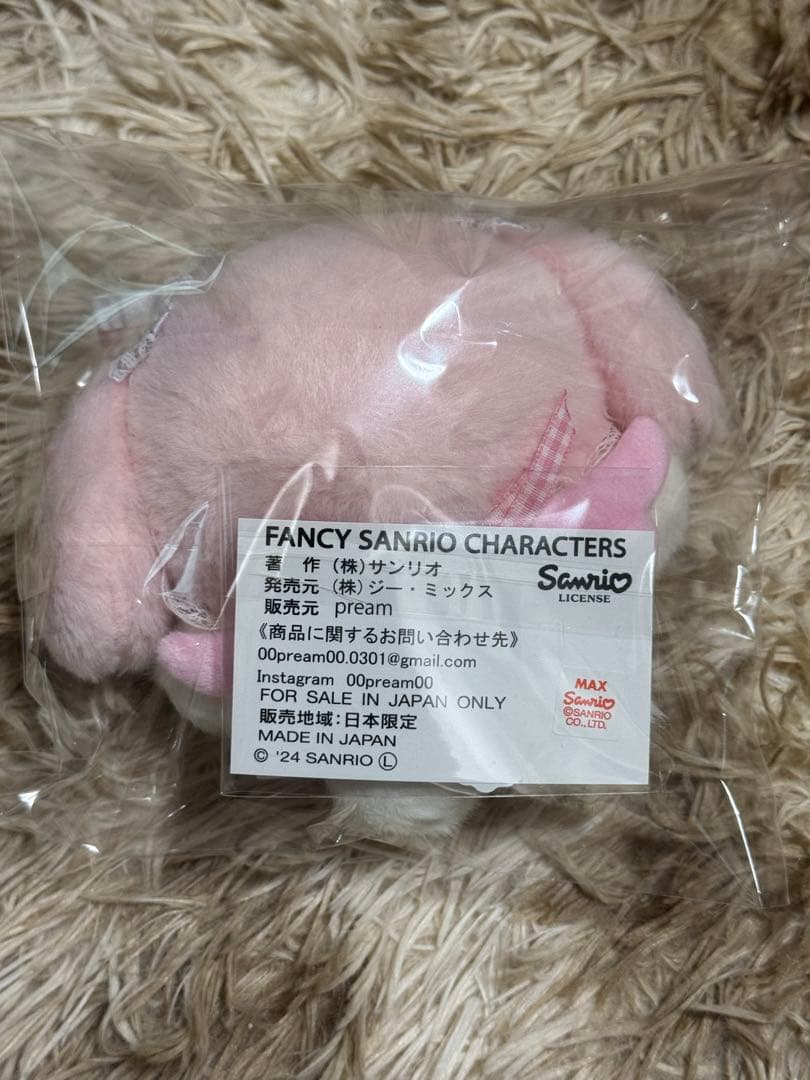 FANCY SANRIO CHARACTERS
著　作 (株)サンリオ
発売元 (株)ジー・ミックス
販売元 pream
Sanrio
LICENSE
《商品に関するお問い合わせ先》
00pream00.0301@gmail.com
Instagram 00pream00
FOR SALE IN JAPAN ONLY
販売地域:日本限定
MADE IN JAPAN
© '24 SANRIO Ⓛ
MAX
Sanrio
©SANRIO
CO.,LTD.